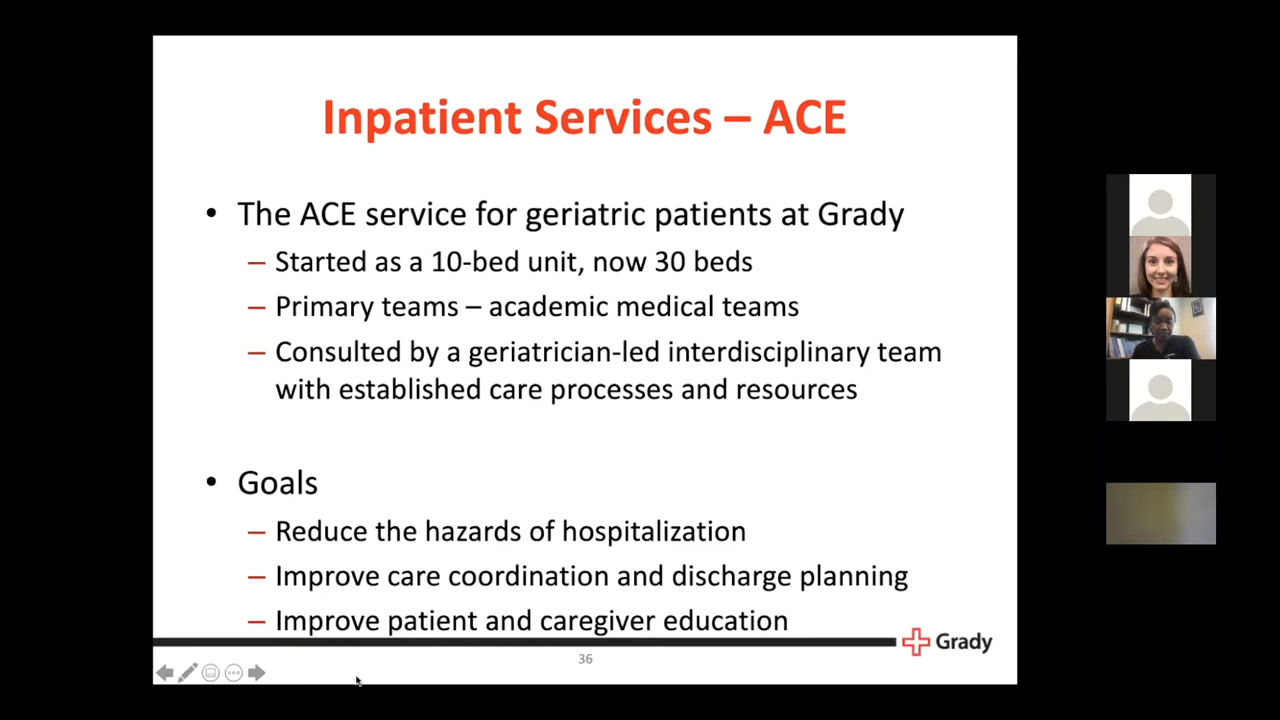 Inpatient Services – ACE
• The ACE service for geriatric patients at Grady
– Started as a 10-bed unit, now 30 beds
– Primary teams – academic medical teams
– Consulted by a geriatrician-led interdisciplinary team
with established care processes and resources
• Goals
– Reduce the hazards of hospitalization
– Improve care coordination and discharge planning
– Improve patient and caregiver education
Grady
36